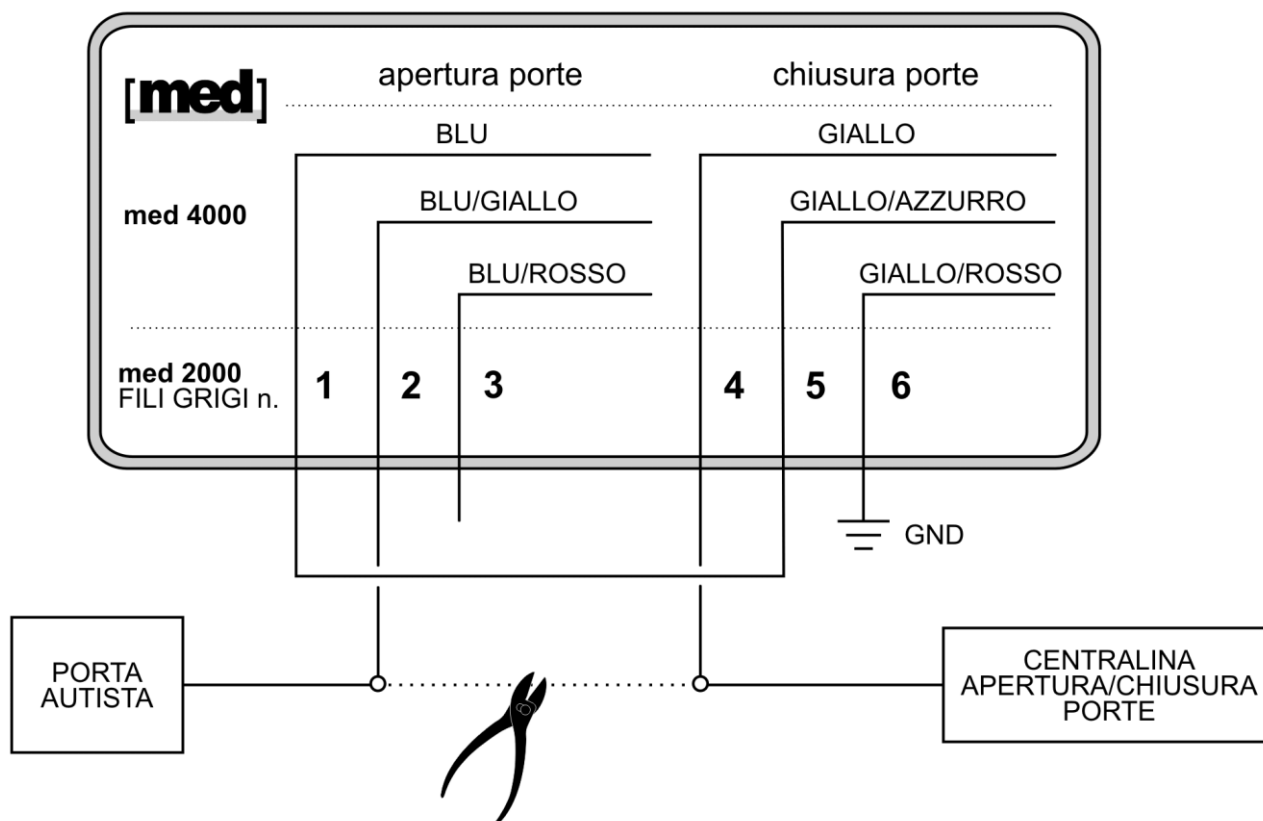 [med]
apertura porte
chiusura porte
BLU
GIALLO
med 4000
BLU/GIALLO
GIALLO/AZZURRO
BLU/ROSSO
GIALLO/ROSSO
med 2000
FILI GRIGI n.
1 2 3 4 5 6
GND
PORTA
AUTISTA
CENTRALINA
APERTURA/CHIUSURA
PORTE